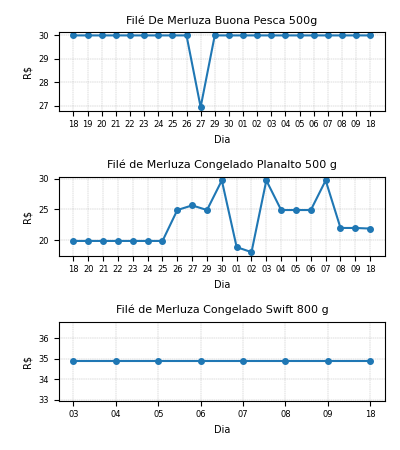 Filé De Merluza Buona Pesca 500g
30
29
28
27
R$
18 19 20 21 22 23 24 25 26 27 29 30 01 02 03 04 05 06 07 08 09 18
Dia
Filé de Merluza Congelado Planalto 500 g
30
25
20
R$
18 20 21 22 23 24 25 26 27 29 30 01 02 03 04 05 06 07 08 09 18
Dia
Filé de Merluza Congelado Swift 800 g
36
35
34
33
R$
03 04 05 06 07 08 09 18
Dia